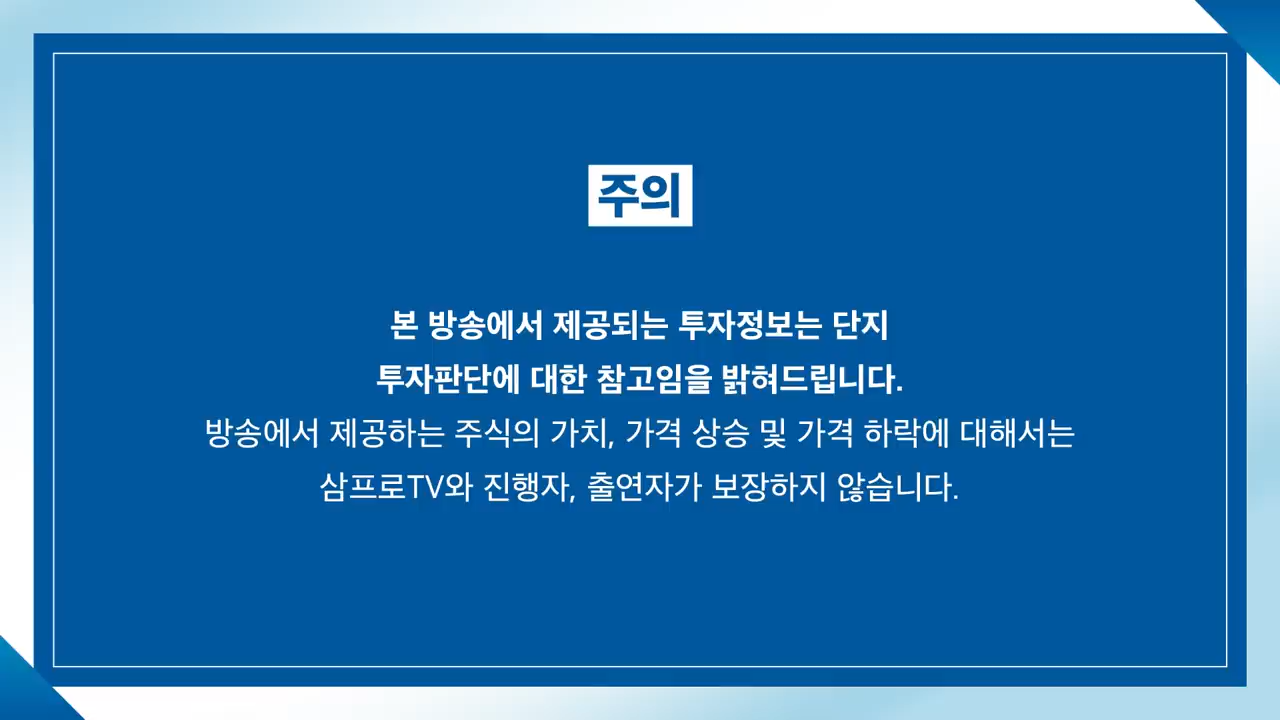 주의
본 방송에서 제공되는 투자정보는 단지
투자판단에 대한 참고임을 밝혀드립니다.
방송에서 제공하는 주식의 가치, 가격 상승 및 가격 하락에 대해서는
삼프로TV와 진행자, 출연자가 보장하지 않습니다.